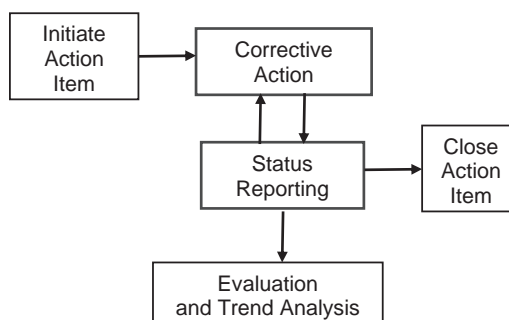 Initiate
Action
Item
Corrective
Action
Status
Reporting
Close
Action
Item
Evaluation
and Trend Analysis